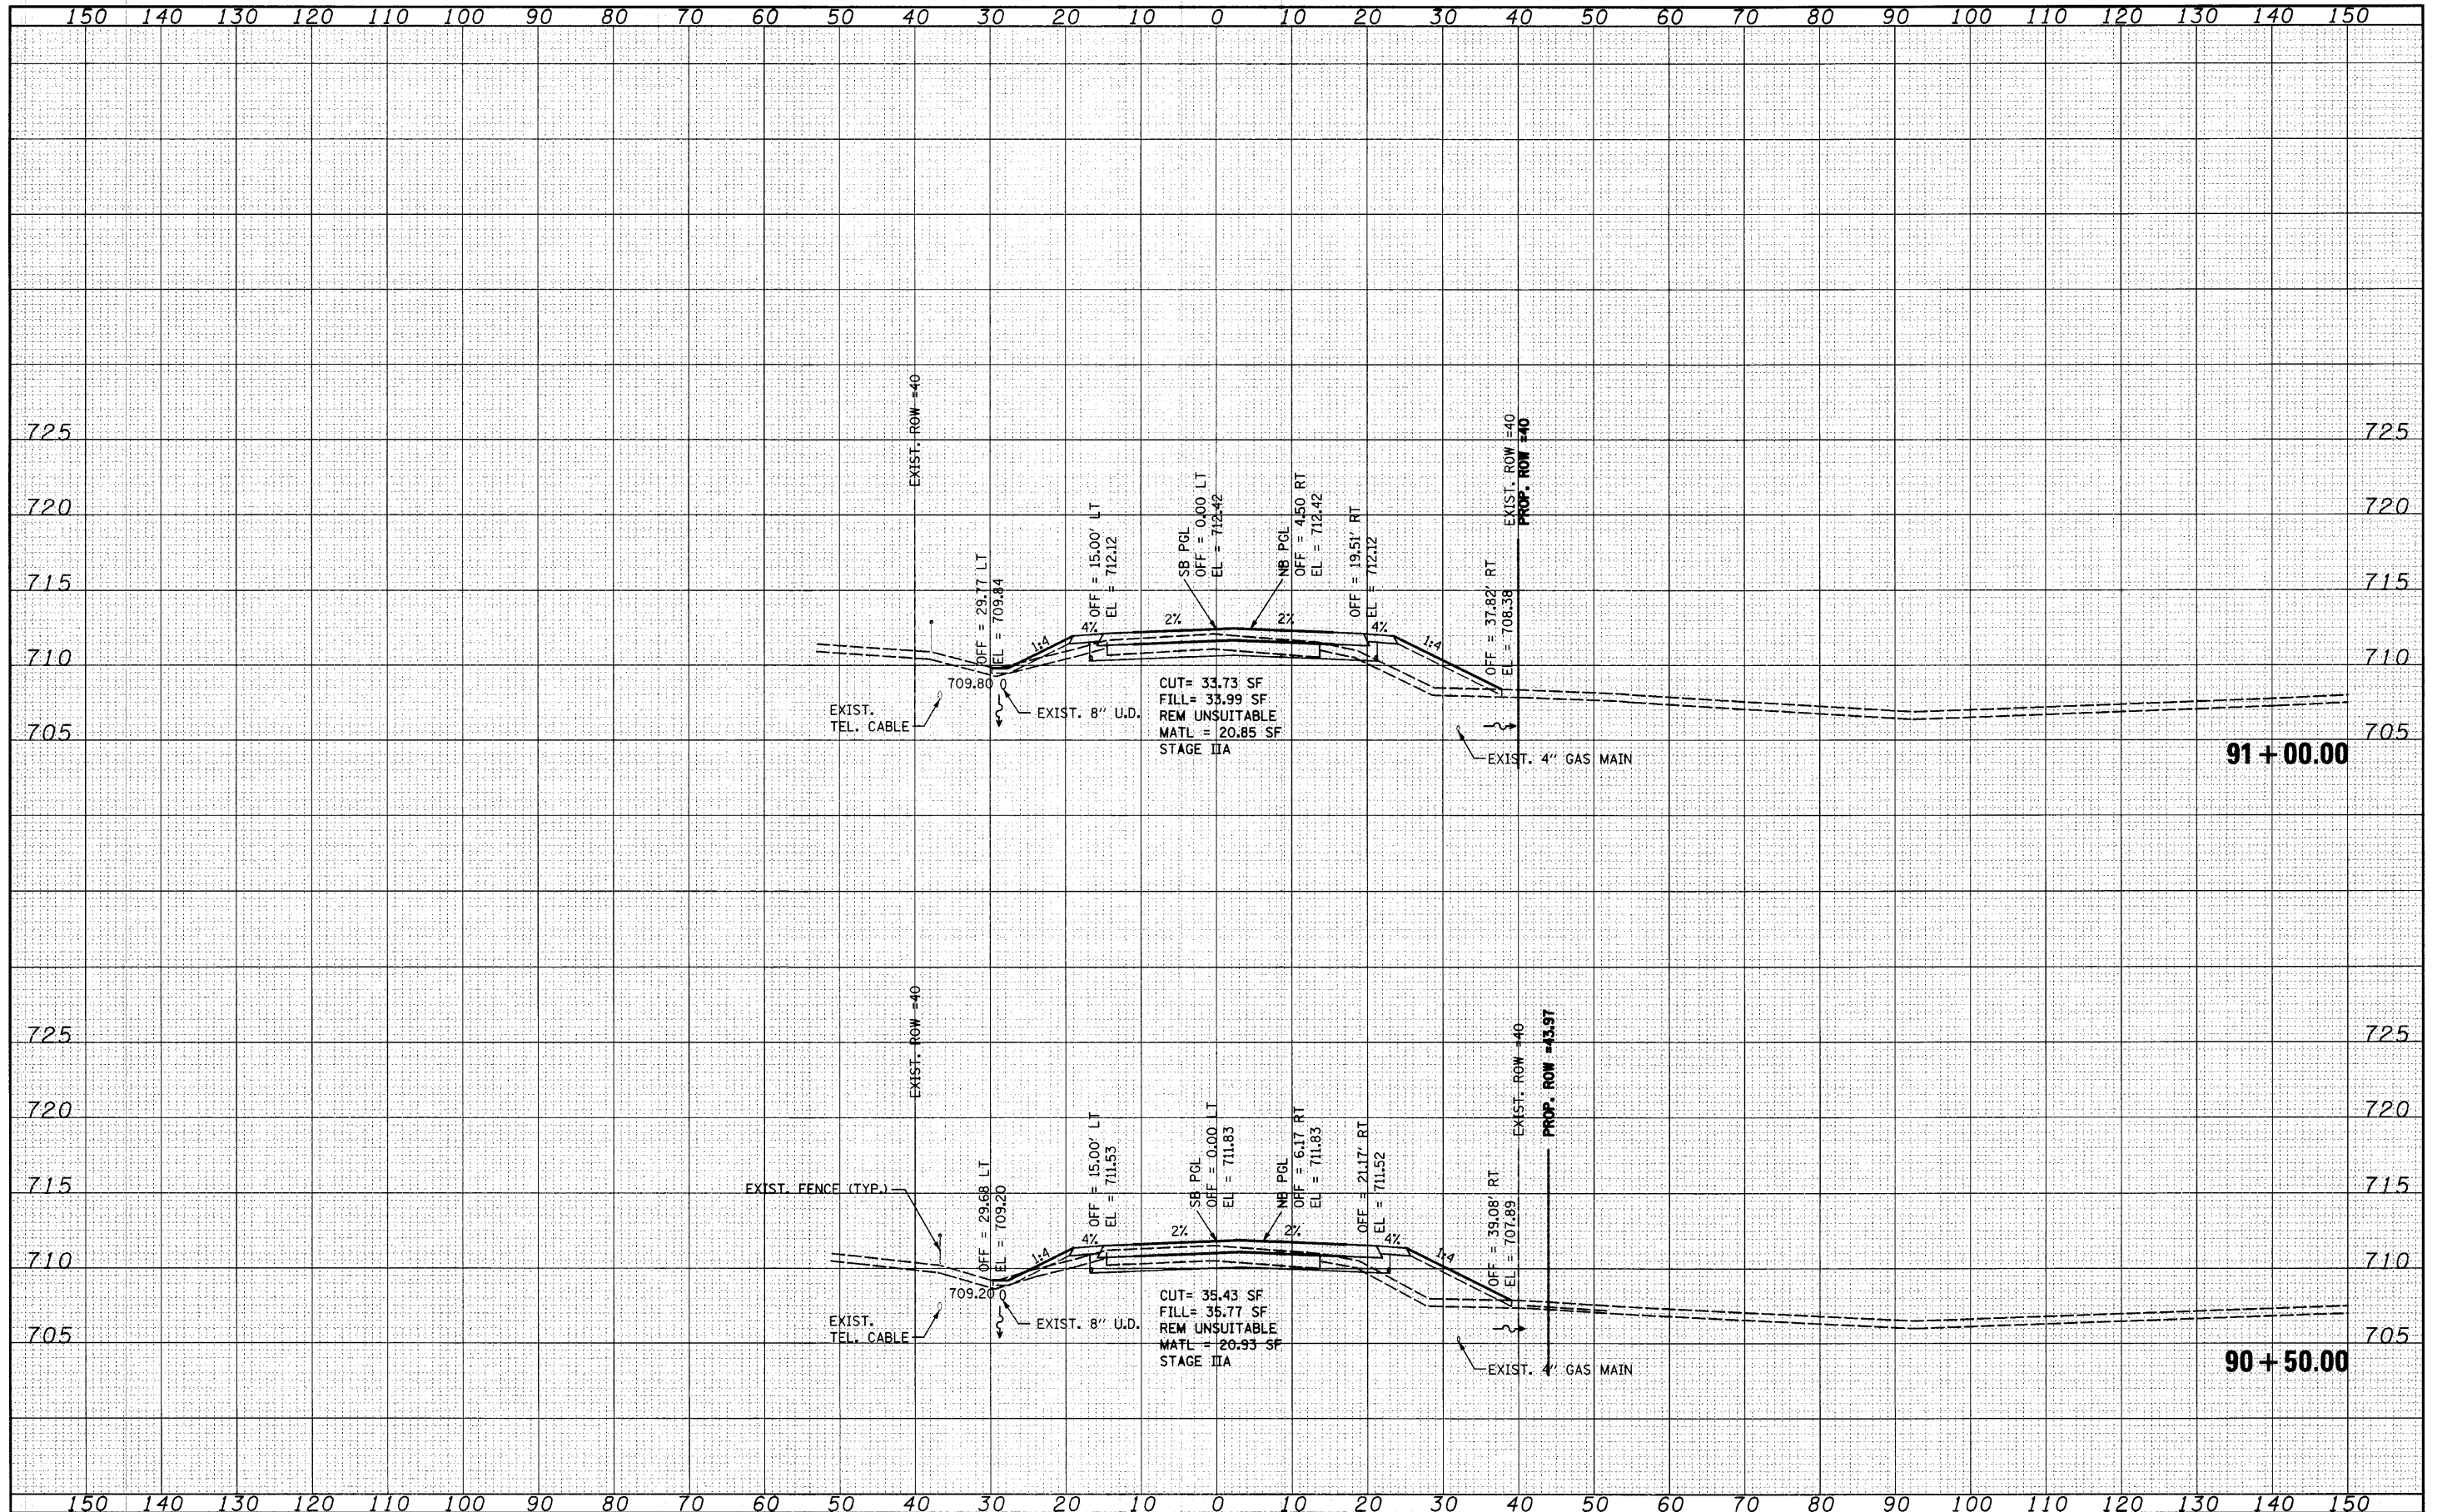 150 140 130 120 110 100 90 80 70 60 50 40 30 20 10 0 10 20 30 40 50 60 70 80 90 100 110 120 130 140 150
EXIST. ROW =40
EXIST. ROW =40
PROP. ROW =40
725 725
720 720
715 715
710 710
705 705
OFF = 29.77 LT
EL = 709.84
OFF = 15.00' LT
EL = 712.12
SB PGL
OFF = 0.00 LT
EL = 712.42
NB PGL
OFF = 4.50 RT
EL = 712.42
OFF = 19.51' RT
EL = 712.12
OFF = 37.82' RT
EL = 708.38
1:4
4%
2%
2%
4%
1:4
709.80
EXIST.
TEL. CABLE
EXIST. 8" U.D.
CUT= 33.73 SF
FILL= 33.99 SF
REM UNSUITABLE
MATL = 20.85 SF
STAGE IIA
EXIST. 4" GAS MAIN
91+00.00
EXIST. ROW =40
EXIST. ROW =40
PROP. ROW =43.97
725 725
720 720
715 715
710 710
705 705
EXIST. FENCE (TYP.)
OFF = 29.68 LT
EL = 709.20
OFF = 15.00' LT
EL = 711.53
SB PGL
OFF = 0.00 LT
EL = 711.83
NB PGL
OFF = 6.17 RT
EL = 711.83
OFF = 21.17' RT
EL = 711.52
OFF = 39.08' RT
EL = 707.89
1:4
4%
2%
2%
4%
1:4
709.20
EXIST.
TEL. CABLE
EXIST. 8" U.D.
CUT= 35.43 SF
FILL= 35.77 SF
REM UNSUITABLE
MATL = 20.93 SF
STAGE IIA
EXIST. 4" GAS MAIN
90+50.00
150 140 130 120 110 100 90 80 70 60 50 40 30 20 10 0 10 20 30 40 50 60 70 80 90 100 110 120 130 140 150